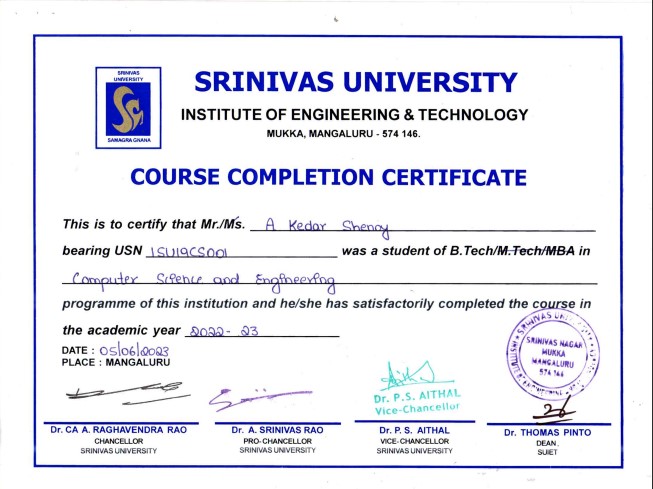 SRINIVAS
UNIVERSITY
SAMAGRA GNANA
SRINIVAS UNIVERSITY
INSTITUTE OF ENGINEERING & TECHNOLOGY
MUKKA, MANGALURU - 574 146.
COURSE COMPLETION CERTIFICATE
This is to certify that Mr./Ms. A Kedar Shenoy
bearing USN 1SU19CS001 was a student of B.Tech/M.Tech/MBA in
Computer Science and Engineering
programme of this institution and he/she has satisfactorily completed the course in
the academic year 2022-23
DATE : 05/06/2023
PLACE : MANGALURU
SRINIVAS NAGAR
MUKKA
MANGALURU
574 146
Dr. P.S. AITHAL
Vice-Chancellor
Dr. CA A. RAGHAVENDRA RAO
CHANCELLOR
SRINIVAS UNIVERSITY
Dr. A. SRINIVAS RAO
PRO-CHANCELLOR
SRINIVAS UNIVERSITY
Dr. P. S. AITHAL
VICE-CHANCELLOR
SRINIVAS UNIVERSITY
Dr. THOMAS PINTO
DEAN,
SUIET